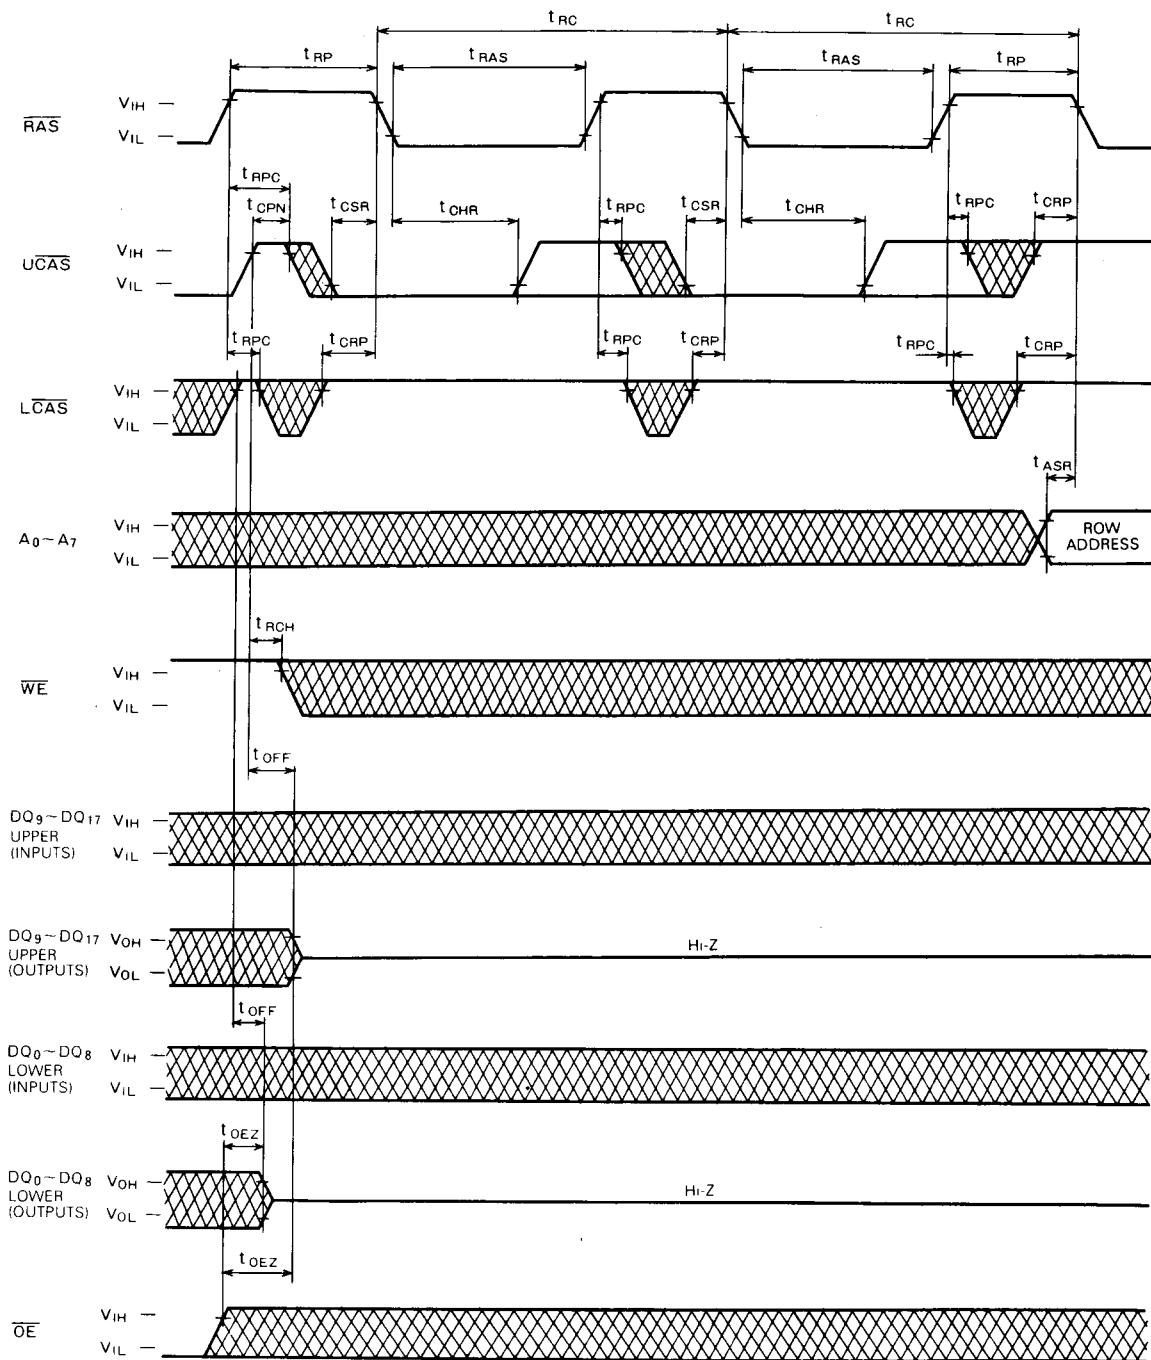 tRC tRC
tRP tRAS tRAS tRP
RAS VIH
VIL
tRPC
tCPN tCSR tCHR tRPC tCSR tCHR tRPC tCRP
UCAS VIH
VIL
tRPC tCRP tRPC tCRP tRPC tCRP
LCAS VIH
VIL
tASR
A0~A7 VIH
VIL
ROW
ADDRESS
tRCH
WE VIH
VIL
tOFF
DQ9~DQ17 VIH
UPPER
(INPUTS) VIL
DQ9~DQ17 VOH
UPPER
(OUTPUTS) VOL
Hi-Z
tOFF
DQ0~DQ8 VIH
LOWER
(INPUTS) VIL
tOEZ
DQ0~DQ8 VOH
LOWER
(OUTPUTS) VOL
Hi-Z
tOEZ
OE VIH
VIL